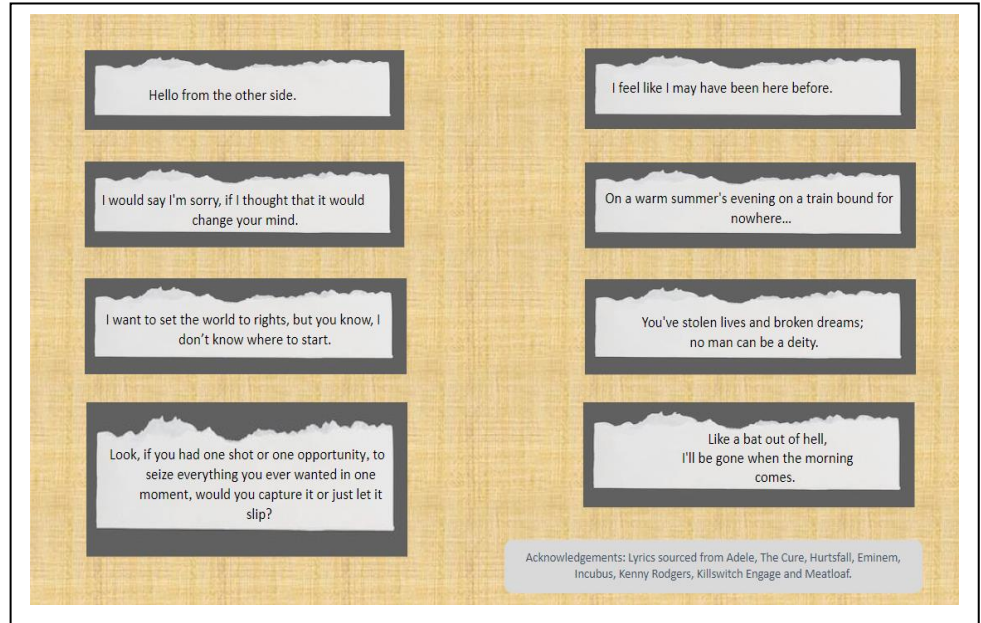 Hello from the other side.
I would say I'm sorry, if I thought that it would
change your mind.
I want to set the world to rights, but you know, I
don't know where to start.
Look, if you had one shot or one opportunity, to
seize everything you ever wanted in one
moment, would you capture it or just let it
slip?
I feel like I may have been here before.
On a warm summer's evening on a train bound for
nowhere...
You've stolen lives and broken dreams;
no man can be a deity.
Like a bat out of hell,
I'll be gone when the morning
comes.
Acknowledgements: Lyrics sourced from Adele, The Cure, Hurtsfall, Eminem,
Incubus, Kenny Rodgers, Killswitch Engage and Meatloaf.